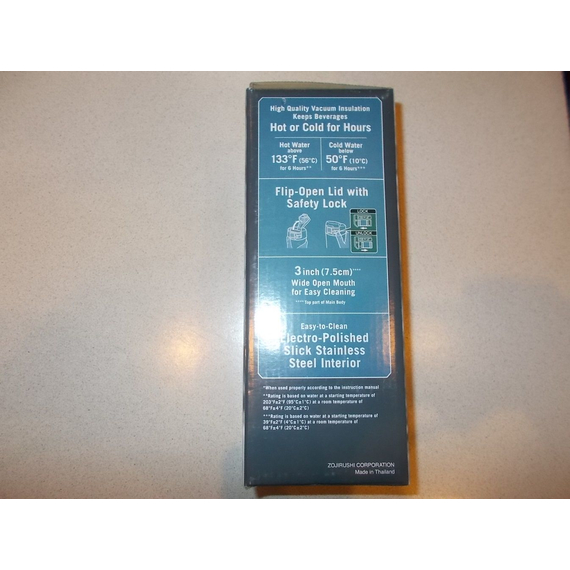 High Quality Vacuum Insulation
Keeps Beverages
Hot or Cold for Hours
Hot Water
above
133°F (56°C)
for 6 Hours**
Cold Water
below
50°F (10°C)
for 6 Hours***
Flip-Open Lid with
Safety Lock
LOCK
UNLOCK
3 inch (7.5cm)****
Wide Open Mouth
for Easy Cleaning
****Top part of Main Body
Easy-to-Clean
Electro-Polished
Slick Stainless
Steel Interior
*When used properly according to the instruction manual
**Rating is based on water at a starting temperature of
203°F±2°F (95°C±1°C) at a room temperature of
68°F±4°F (20°C±2°C)
***Rating is based on water at a starting temperature of
39°F±2°F (4°C±1°C) at a room temperature of
68°F±4°F (20°C±2°C)
ZOJIRUSHI CORPORATION
Made in Thailand